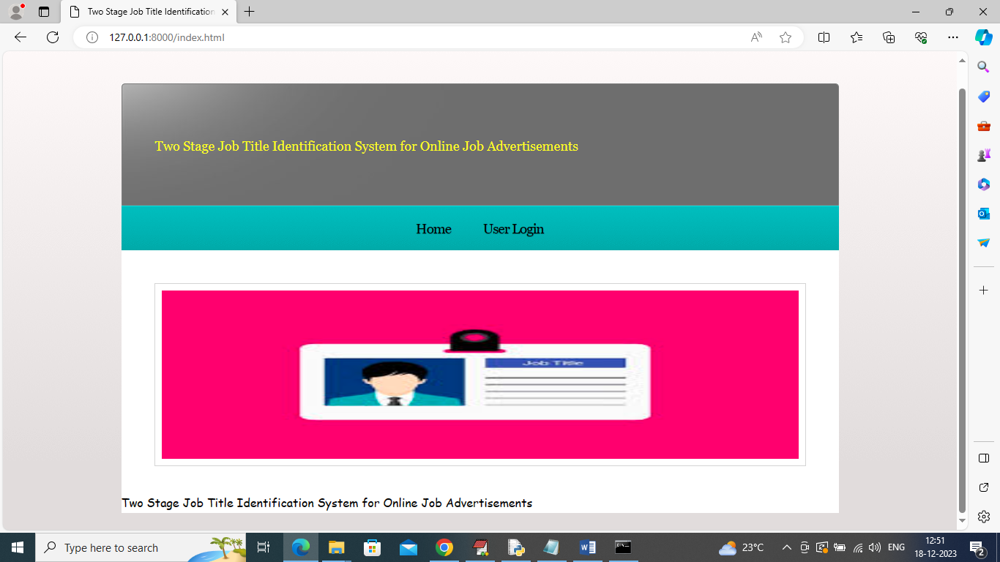 Two Stage Job Title Identification
127.0.0.1:8000/index.html
Two Stage Job Title Identification System for Online Job Advertisements
Home User Login
Job Title
Two Stage Job Title Identification System for Online Job Advertisements
Type here to search
23°C
ENG
12:51
18-12-2023
2